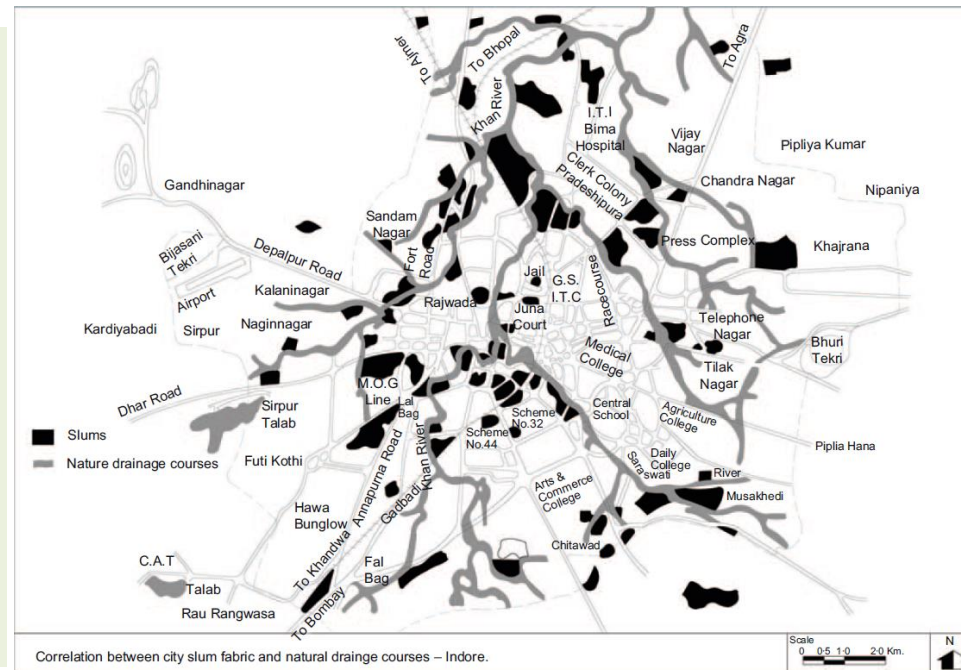 To Ajmer
To Bhopal
To Agra
Khan River
I.T.I
Bima
Hospital
Vijay
Nagar
Pipliya Kumar
Clerk Colony
Pradeshipura
Chandra Nagar
Nipaniya
Gandhinagar
Sandam
Nagar
Press Complex
Khajrana
Bijasani
Tekri
Depalpur Road
Fort
Road
Jail
G.S.
I.T.C
Racecourse
Airport
Kalaninagar
Rajwada
Juna
Court
Telephone
Nagar
Kardiyabadi
Sirpur
Naginnagar
Medical
College
Bhuri
Tekri
Tilak
Nagar
Dhar Road
M.O.G
Line
Lal
Bag
Sirpur
Talab
Scheme
No.32
Central
School
Agriculture
College
Slums
Scheme
No.44
Piplia Hana
Nature drainage courses
Futi Kothi
Annapurna Road
Khan River
Daily
College
Saraswati
River
Arts &
Commerce
College
Musakhedi
Hawa
Bunglow
Gadbadi
Chitawad
C.A.T
To Khandwa
Fal
Bag
Talab
Rau Rangwasa
To Bombay
Correlation between city slum fabric and natural drainge courses – Indore.
Scale
0 0·5 1·0 2·0 Km.
N